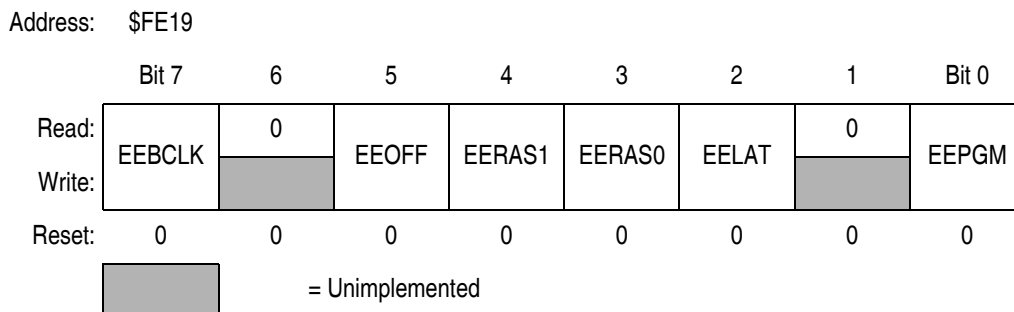 Address: $FE19
Bit 7 6 5 4 3 2 1 Bit 0
Read: EEBCLK 0 EEOFF EERAS1 EERAS0 EELAT 0 EEPGM
Write:
Reset: 0 0 0 0 0 0 0 0
= Unimplemented